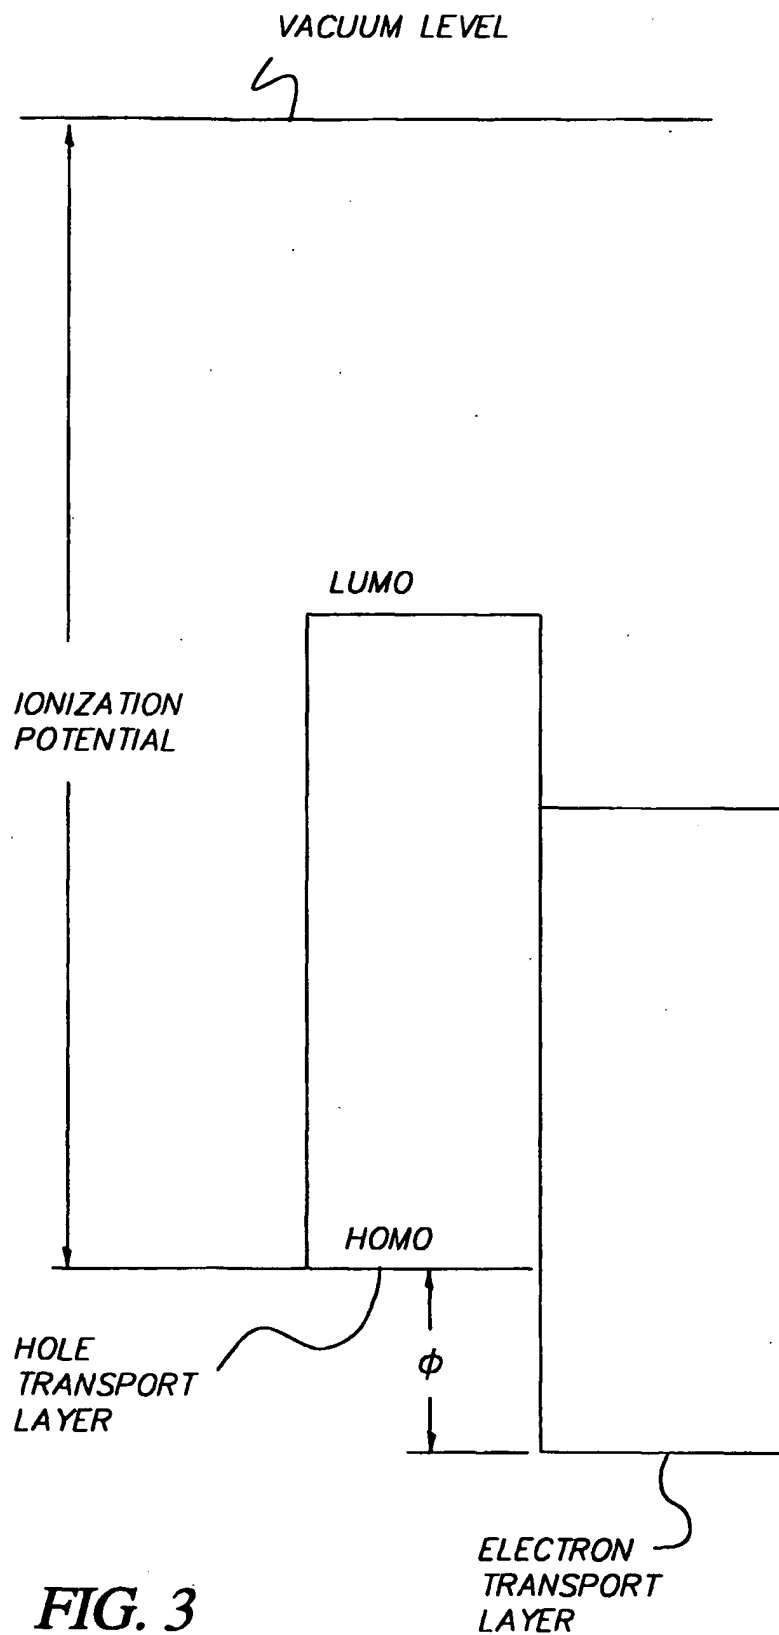 VACUUM LEVEL
LUMO
IONIZATION
POTENTIAL
HOMO
HOLE
TRANSPORT
LAYER
ϕ
ELECTRON
TRANSPORT
LAYER
FIG. 3